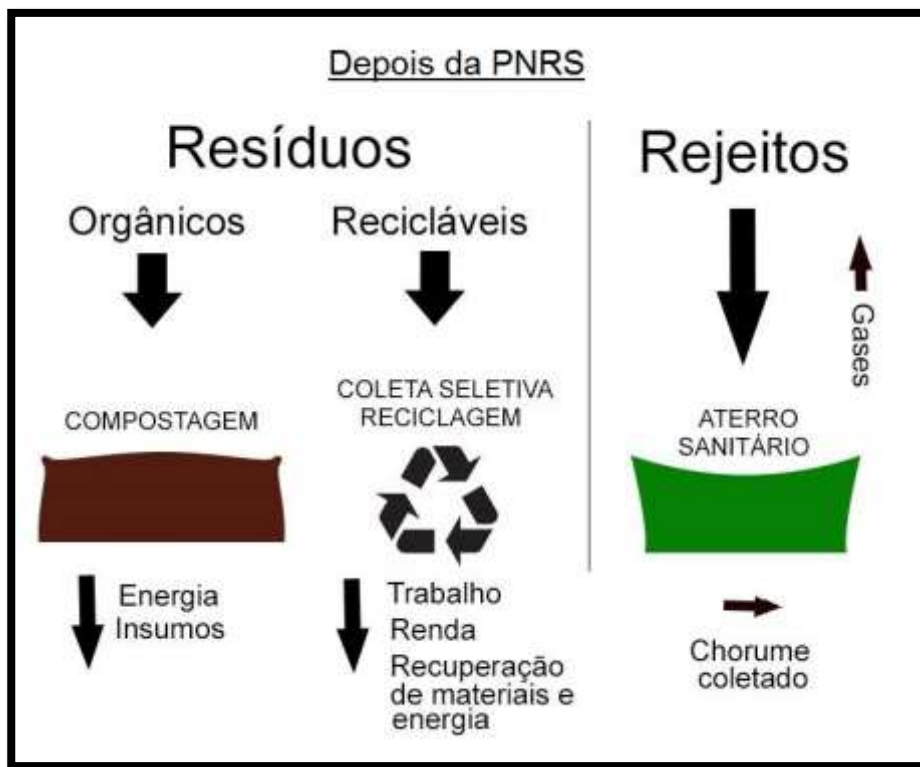 Depois da PNRS
Resíduos
Orgânicos
COMPOSTAGEM
Energia
Insumos
Recicláveis
COLETA SELETIVA
RECICLAGEM
Trabalho
Renda
Recuperação
de materiais e
energia
Rejeitos
Gases
ATERRO
SANITÁRIO
Chorume
coletado